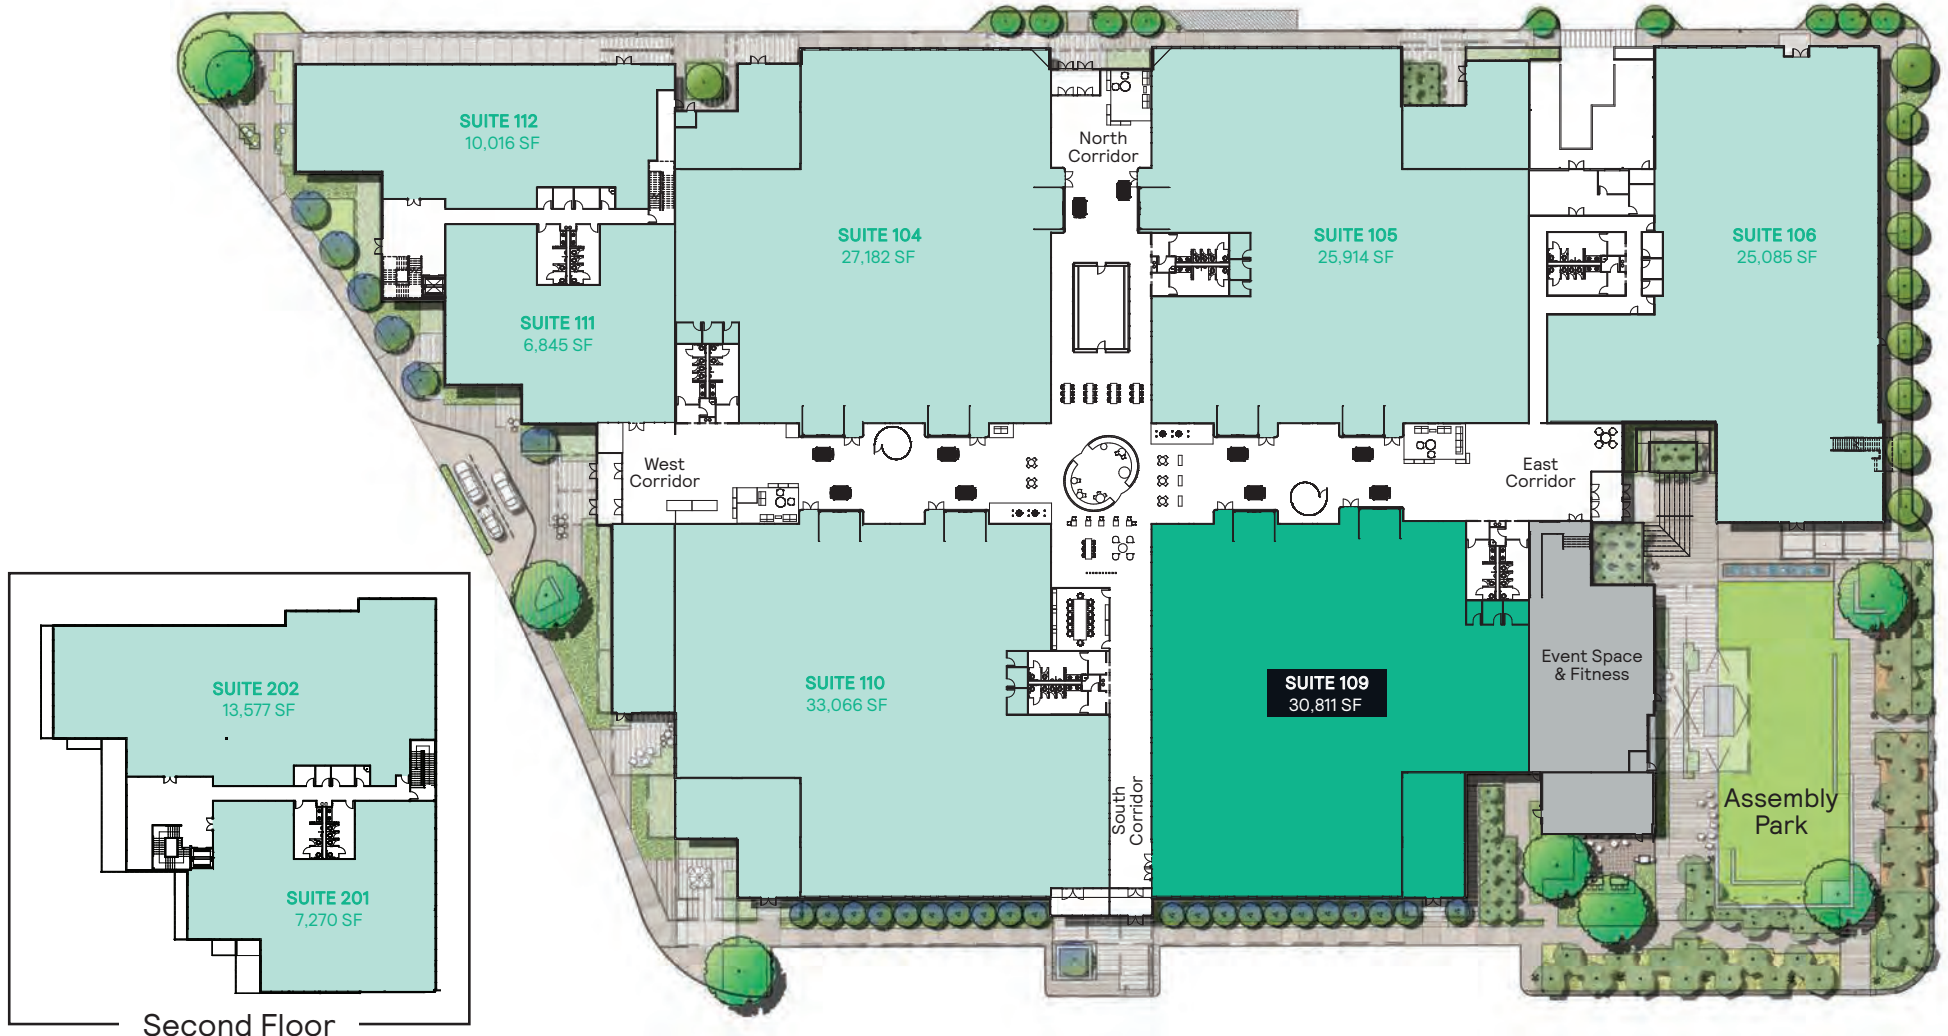 SUITE 112
10,016 SF
North
Corridor
SUITE 104
27,182 SF
SUITE 105
25,914 SF
SUITE 106
25,085 SF
SUITE 111
6,845 SF
West
Corridor
East
Corridor
SUITE 110
33,066 SF
SUITE 109
30,811 SF
Event Space
& Fitness
South
Corridor
Assembly
Park
SUITE 202
13,577 SF
SUITE 201
7,270 SF
Second Floor